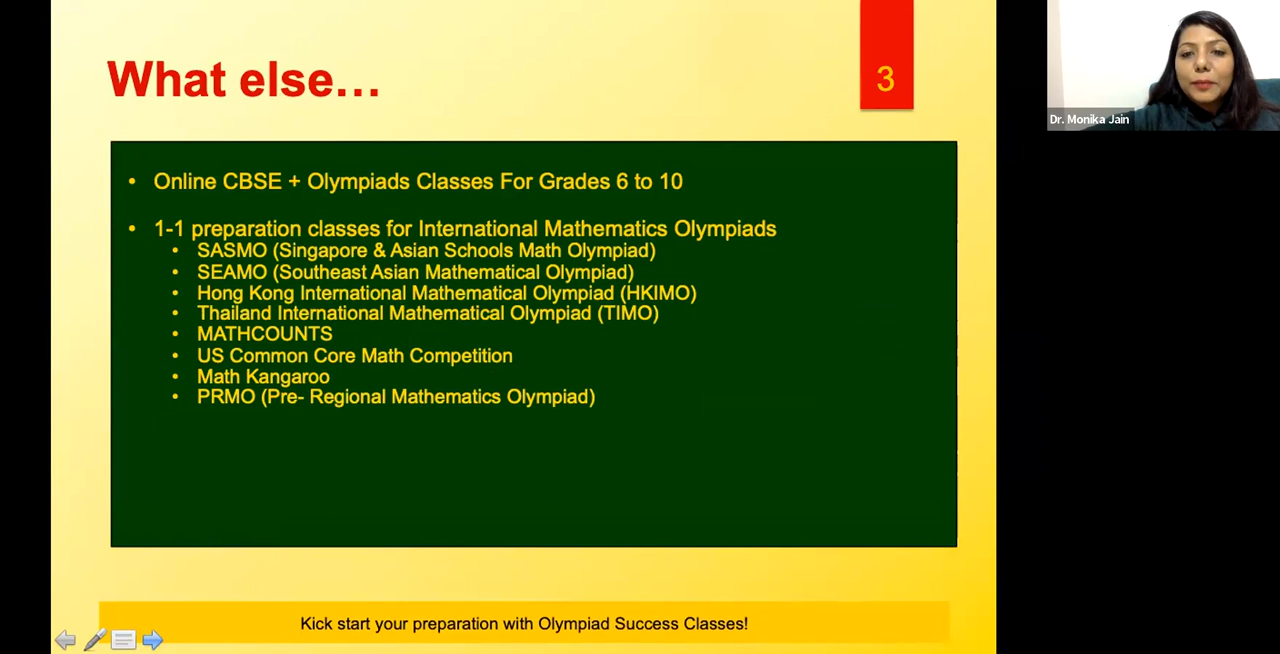 What else…
3
• Online CBSE + Olympiads Classes For Grades 6 to 10
• 1-1 preparation classes for International Mathematics Olympiads
• SASMO (Singapore & Asian Schools Math Olympiad)
• SEAMO (Southeast Asian Mathematical Olympiad)
• Hong Kong International Mathematical Olympiad (HKIMO)
• Thailand International Mathematical Olympiad (TIMO)
• MATHCOUNTS
• US Common Core Math Competition
• Math Kangaroo
• PRMO (Pre- Regional Mathematics Olympiad)
Kick start your preparation with Olympiad Success Classes!
Dr. Monika Jain